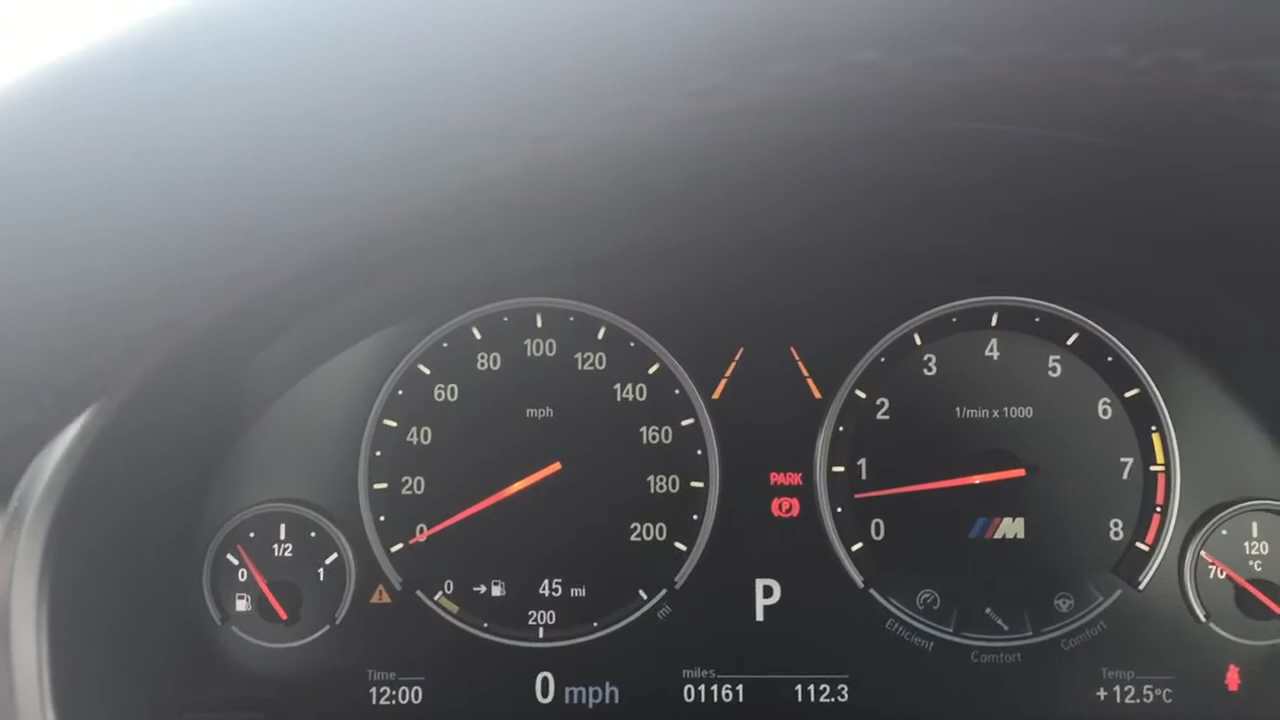 80 100 120
60 140
40 160
20 180
0 200
mph
0 1/2 1
0 45 mi
200
mi
PARK
P
P
3 4 5
2 6
1 7
0 8
1/min x 1000
M
Efficient Comfort Comfort
120
°C
70
Time
12:00
0 mph
miles
01161 112.3
Temp
+12.5°C